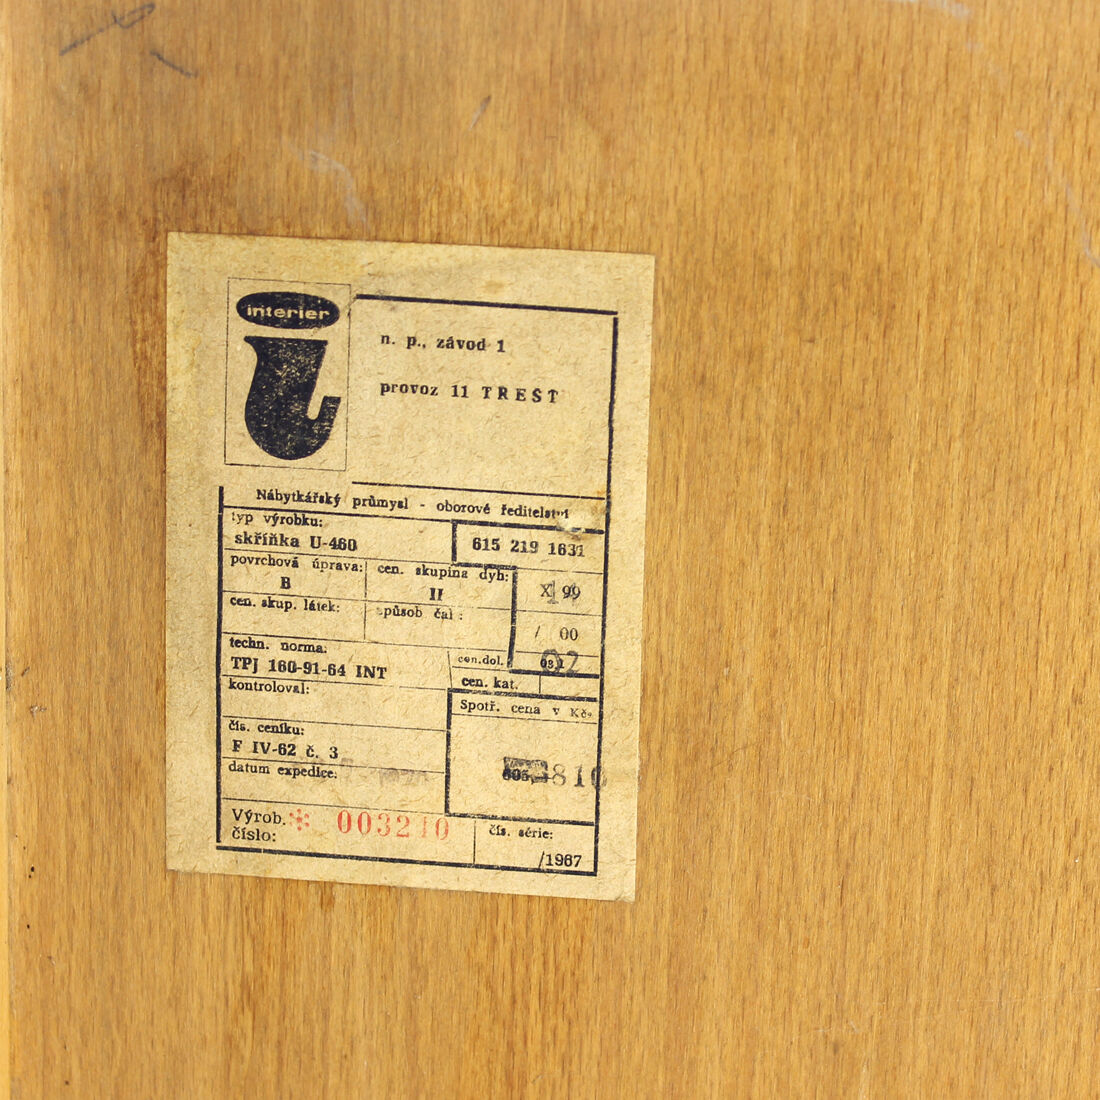 interier
n. p., závod 1
provoz 11 TREŠT
Nábytkářský průmysl - oborové ředitelství
typ výrobku:
skříňka U-460
615 219 1631
povrchová úprava:
B
cen. skupina dyh:
II
X 99
cen. skup. látek:
způsob čal:
/ 00
techn. norma:
TPJ 160-91-64 INT
cen.dol.
cen. kat.
kontroloval:
Spotř. cena v Kčs
čís. ceníku:
F IV-62 č. 3
810
datum expedice:
Výrob. * 003210
číslo:
čís. série:
/1967